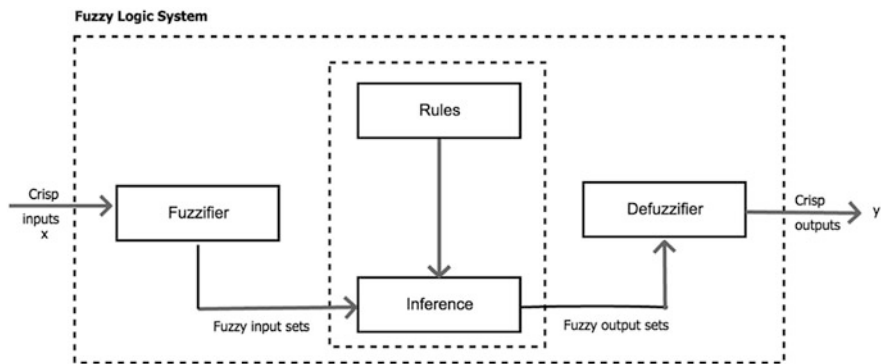 Fuzzy Logic System
Rules
Crisp
inputs
x
Fuzzifier
Defuzzifier
Crisp
outputs
y
Inference
Fuzzy input sets
Fuzzy output sets